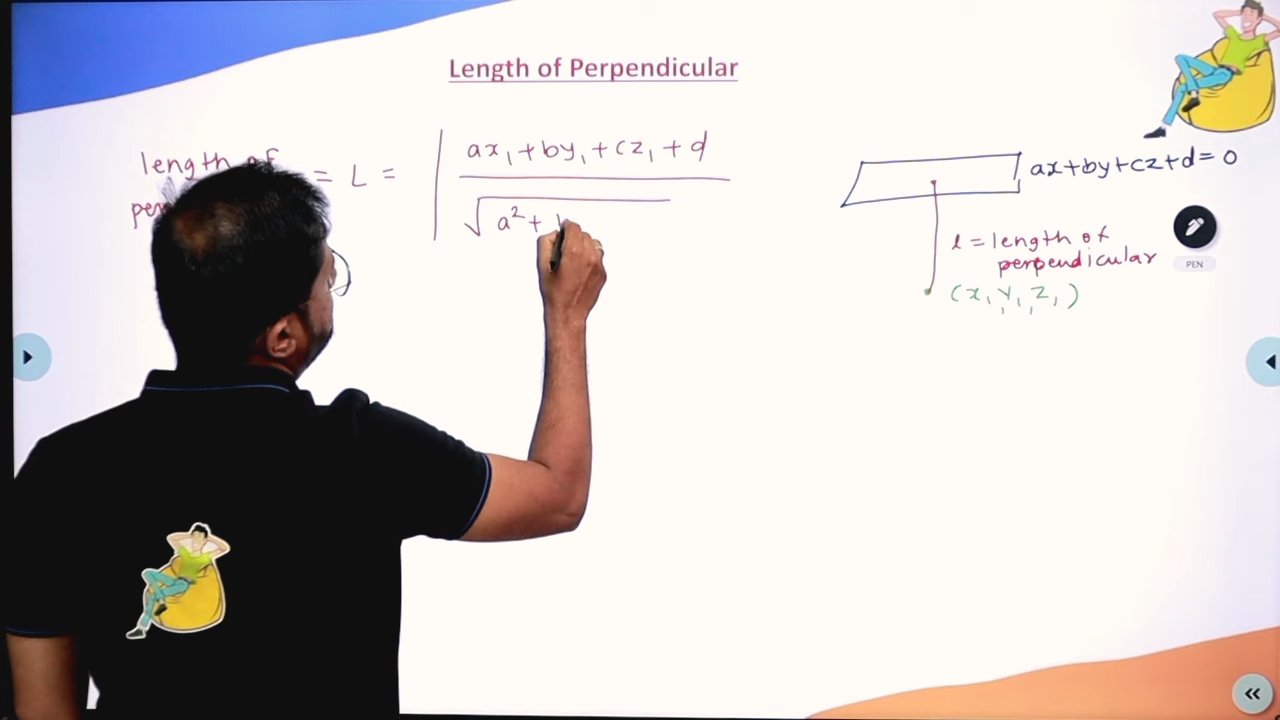 Length of Perpendicular
length of
= L = | ax₁ + by₁ + cz₁ + d
√ a² +
ax+by+cz+d = 0
l = length of
perpendicular
(x₁, y₁, z₁)
PEN